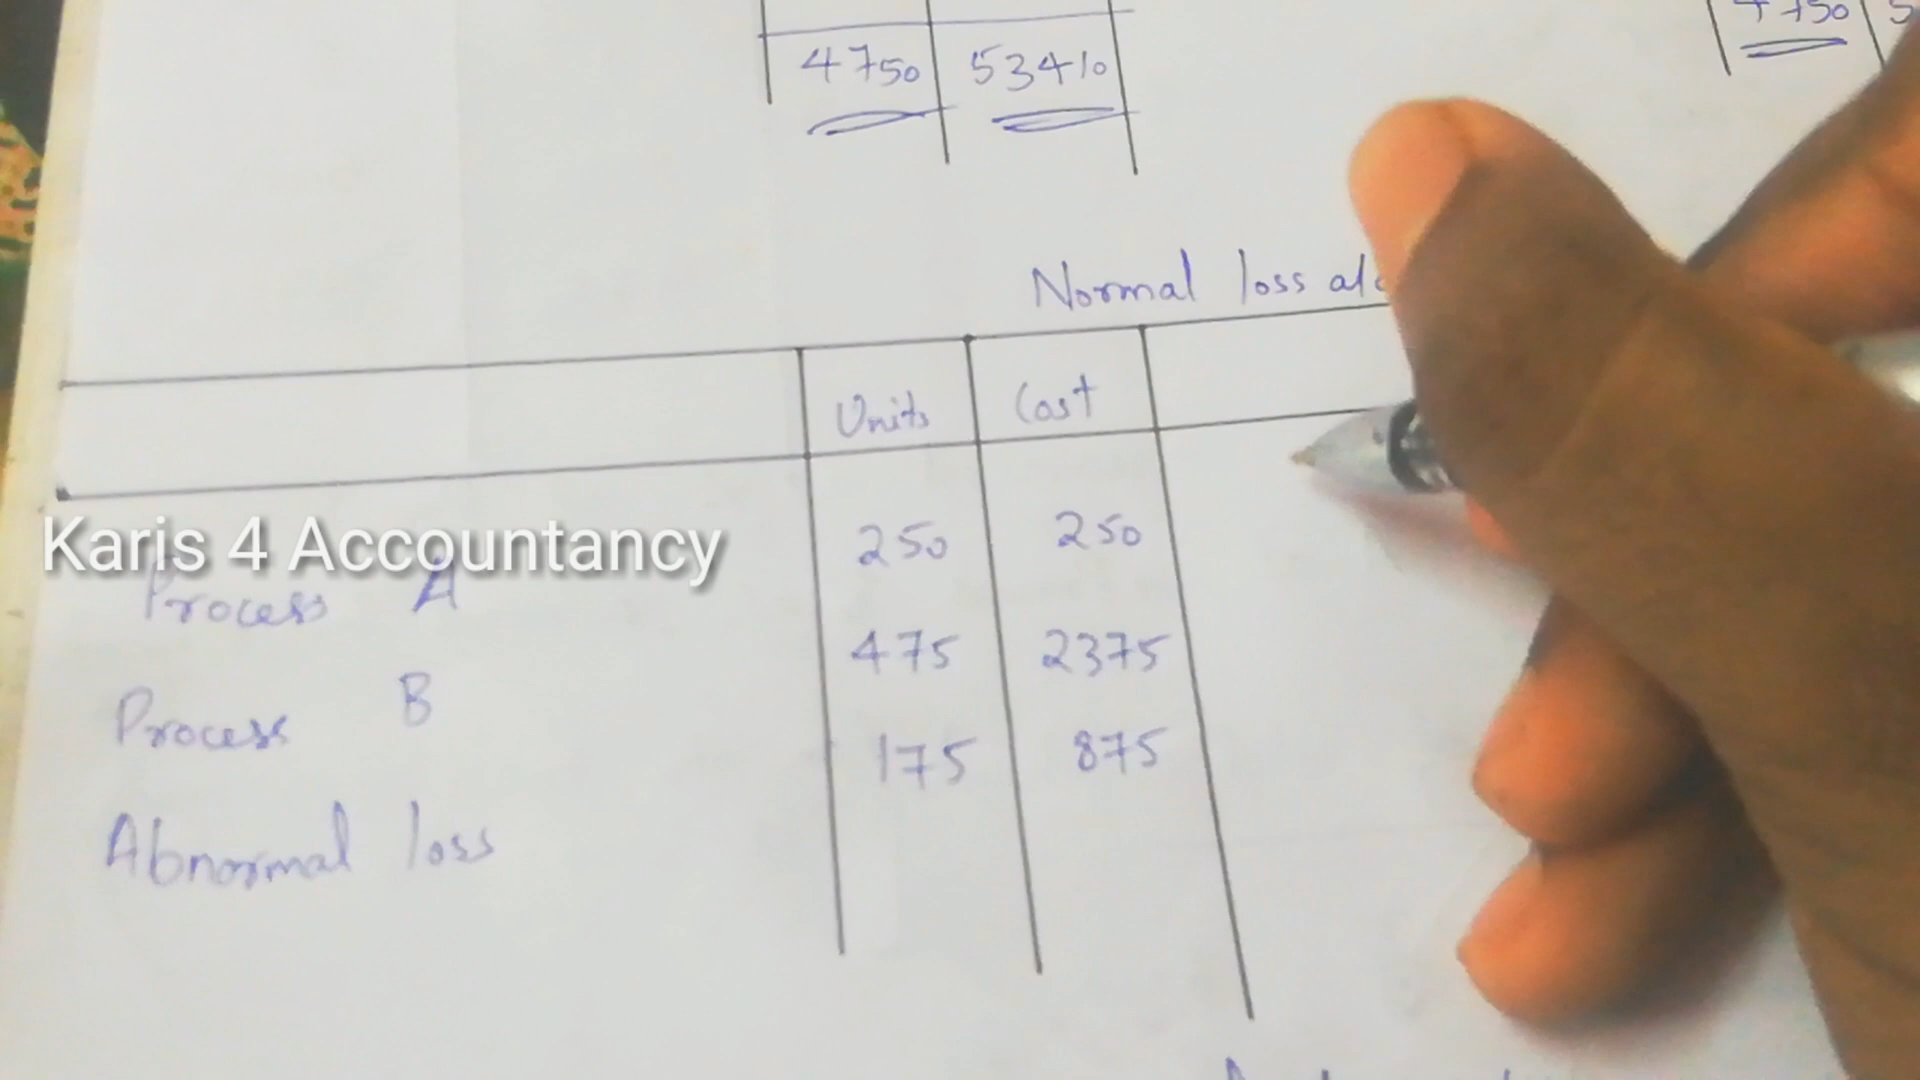 4750 53410
4750
Normal loss a/c
Units Cost
Karis 4 Accountancy
Process A 250 250
Process B 475 2375
Abnormal loss 175 875